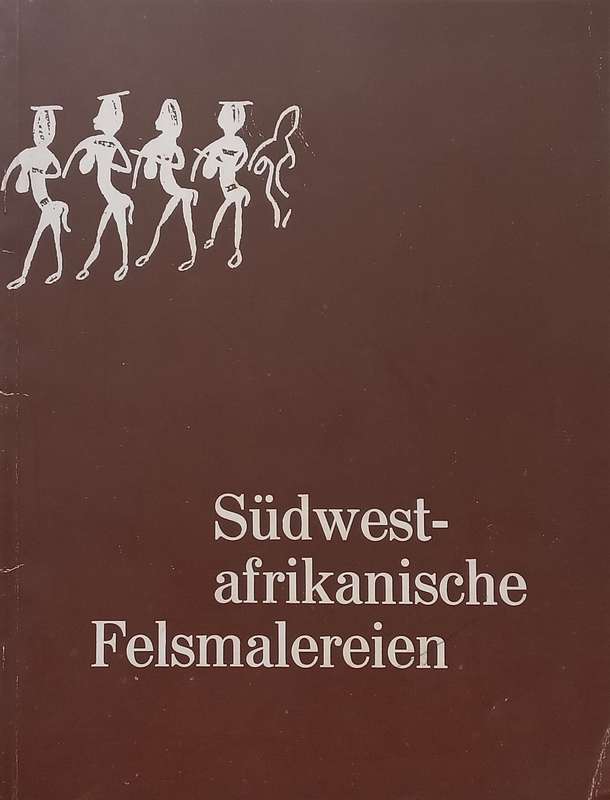 Südwest-
afrikanische
Felsmalereien